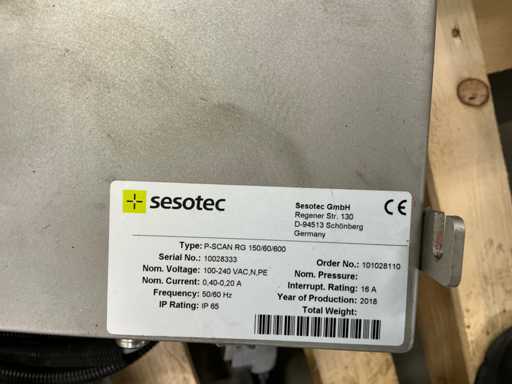 sesotec
Sesotec GmbH
Regener Str. 130
D-94513 Schönberg
Germany
CE
Type: P-SCAN RG 150/60/600
Serial No.: 10028333
Order No.: 101028110
Nom. Voltage: 100-240 VAC,N,PE
Nom. Pressure:
Nom. Current: 0,40-0,20 A
Interrupt. Rating: 16 A
Frequency: 50/60 Hz
Year of Production: 2018
IP Rating: IP 65
Total Weight: